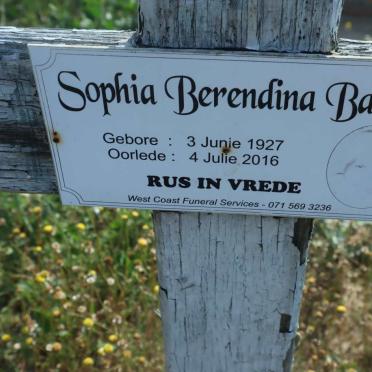 Sophia Berendina Ba
Gebore : 3 Junie 1927
Oorlede : 4 Julie 2016
RUS IN VREDE
West Coast Funeral Services - 071 569 3236